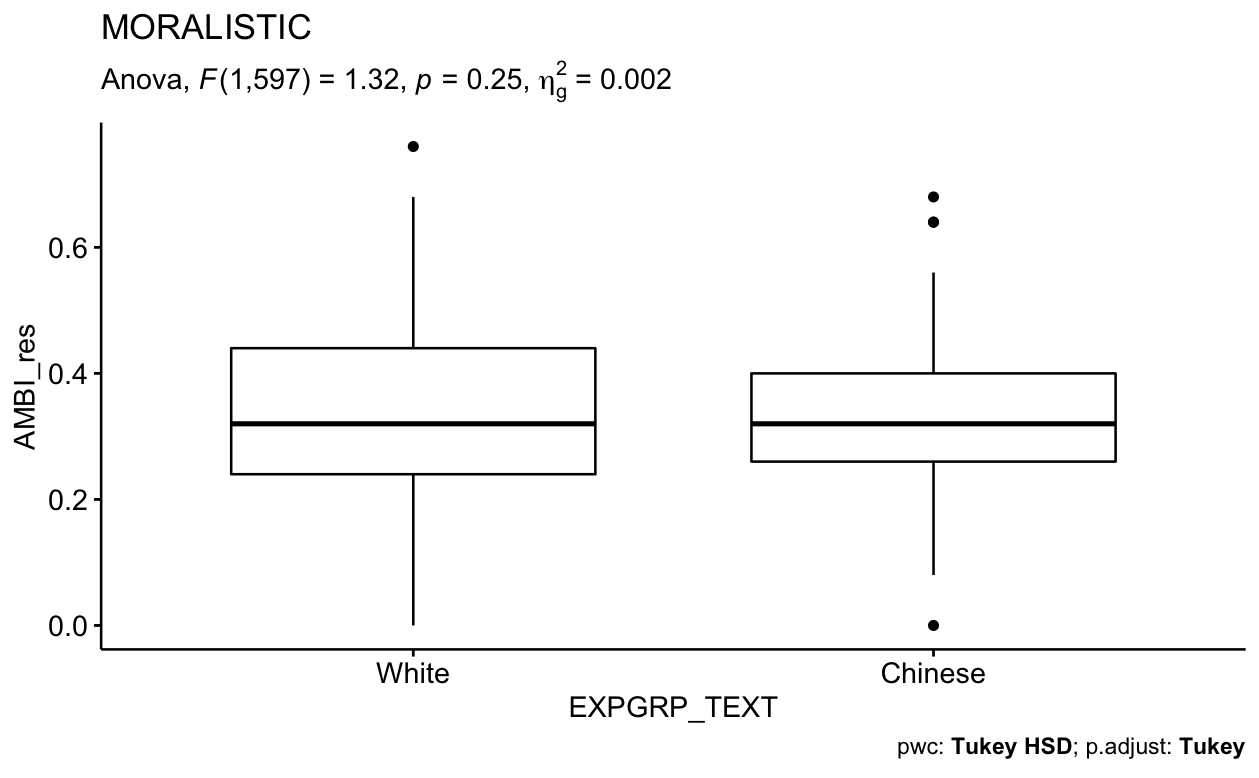 MORALISTIC
Anova, F(1,597) = 1.32, p = 0.25, η²g = 0.002
AMBI_res
0.6
0.4
0.2
0.0
White Chinese
EXPGRP_TEXT
pwc: Tukey HSD; p.adjust: Tukey